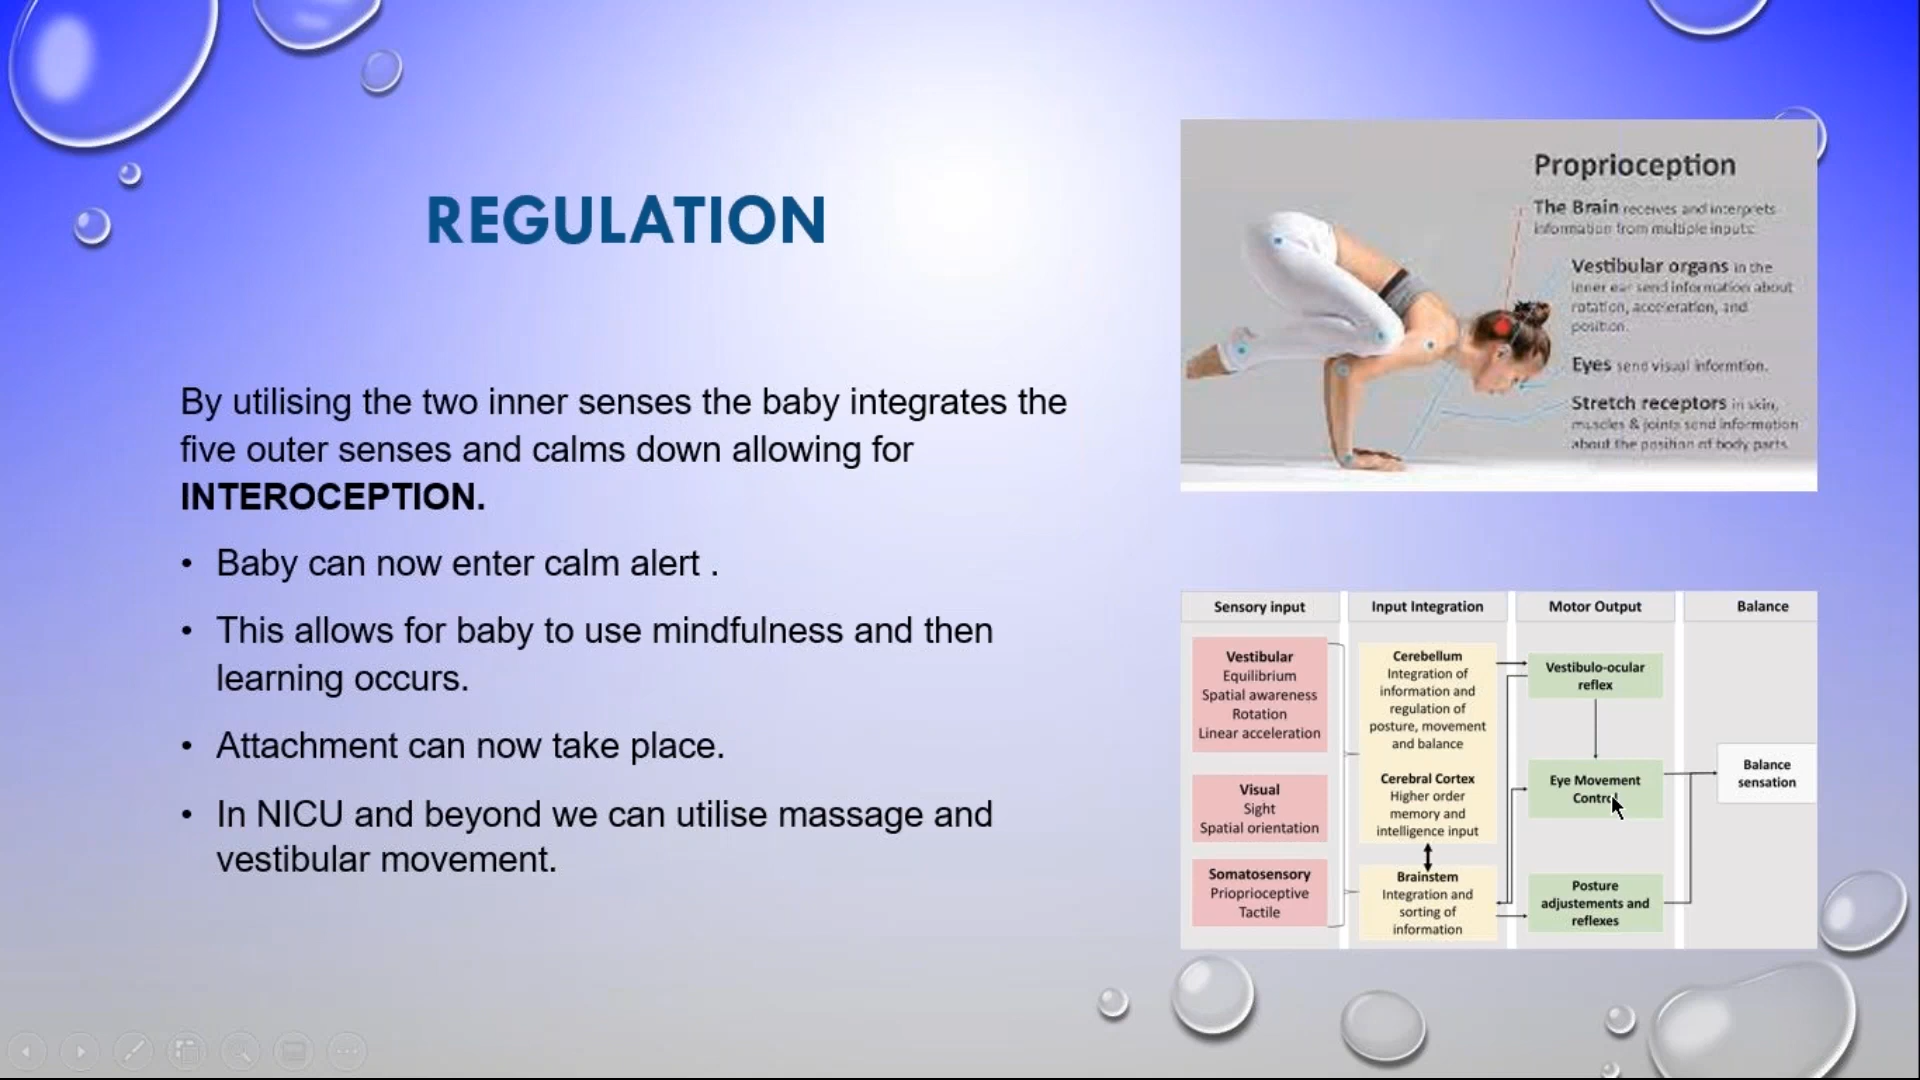 REGULATION
By utilising the two inner senses the baby integrates the
five outer senses and calms down allowing for
INTEROCEPTION.
• Baby can now enter calm alert .
• This allows for baby to use mindfulness and then
learning occurs.
• Attachment can now take place.
• In NICU and beyond we can utilise massage and
vestibular movement.
Proprioception
The Brain receives and interprets
information from multiple inputs.
Vestibular organs in the
inner ear send information about
rotation, acceleration, and
position.
Eyes send visual informtion.
Stretch receptors in skin,
muscles & joints send information
about the position of body parts.
Sensory input
Vestibular
Equilibrium
Spatial awareness
Rotation
Linear acceleration
Visual
Sight
Spatial orientation
Somatosensory
Prioprioceptive
Tactile
Input Integration
Cerebellum
Integration of
information and
regulation of
posture, movement
and balance
Cerebral Cortex
Higher order
memory and
intelligence input
Brainstem
Integration and
sorting of
information
Motor Output
Vestibulo-ocular
reflex
Eye Movement
Control
Posture
adjustements and
reflexes
Balance
Balance
sensation